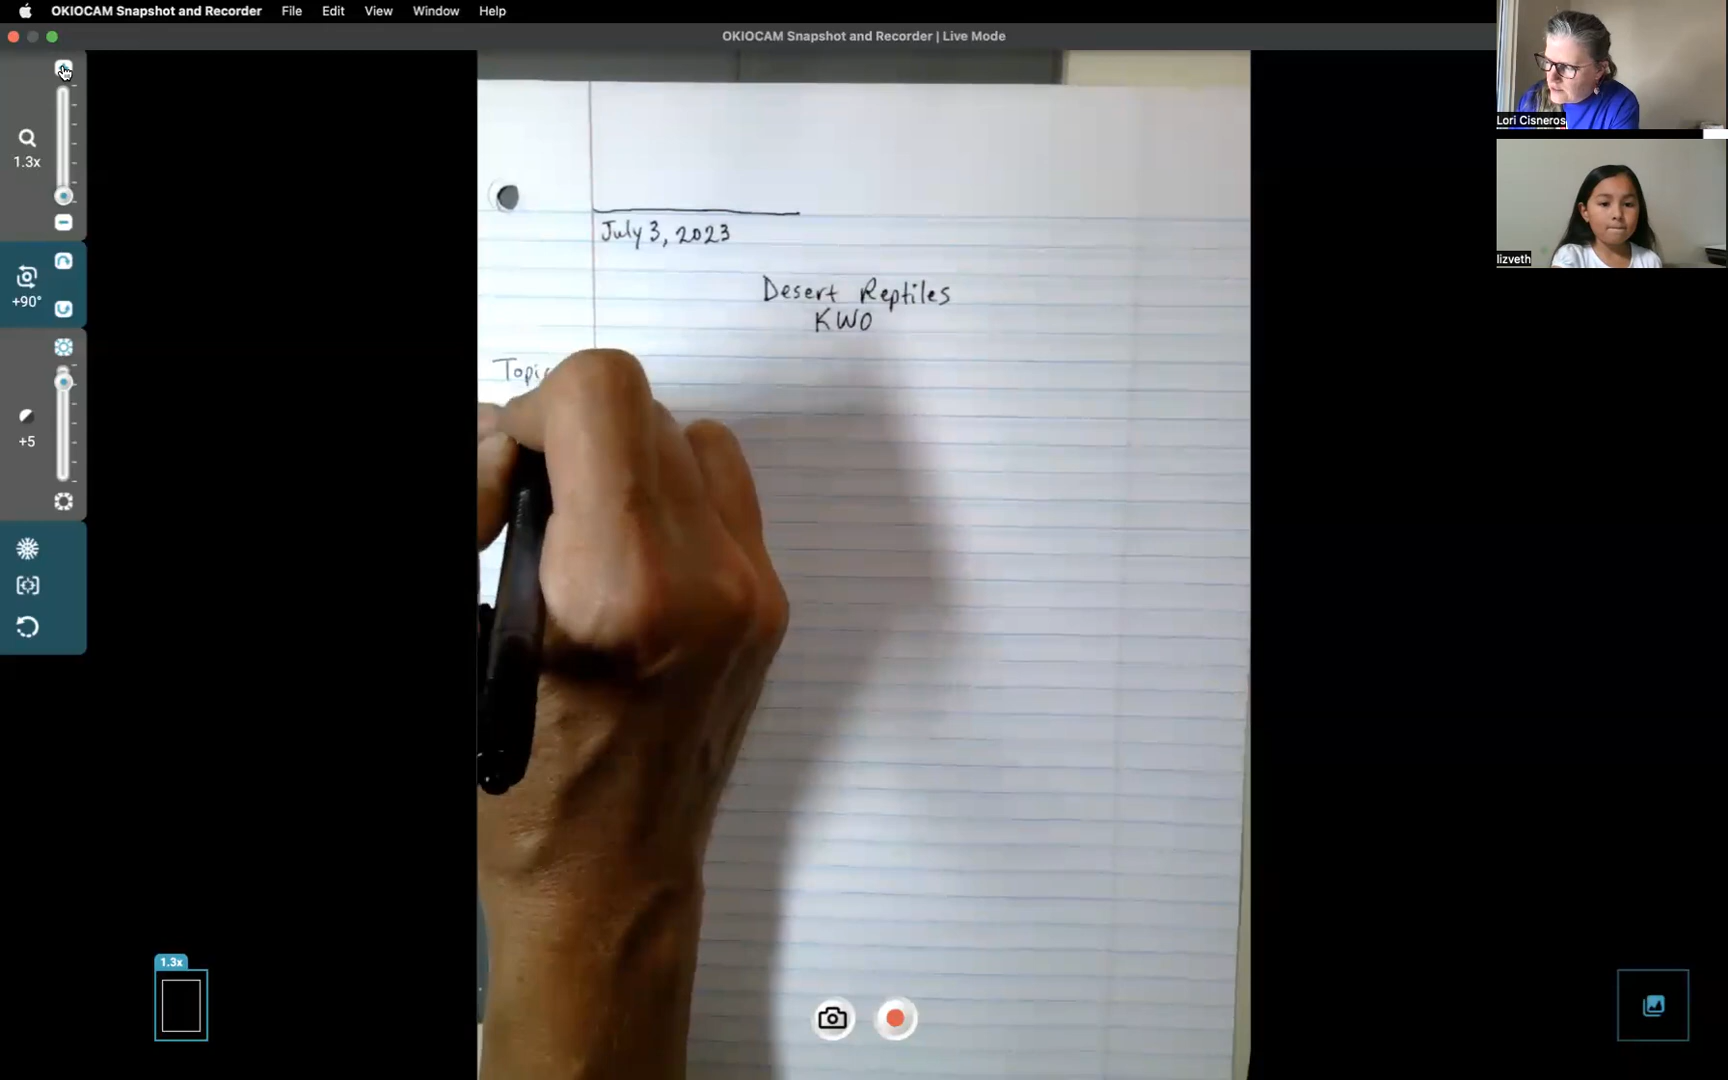 OKIOCAM Snapshot and Recorder File Edit View Window Help
OKIOCAM Snapshot and Recorder | Live Mode
1.3x
+90°
+5
July 3, 2023
Desert Reptiles
KWO
1.3x
Lori Cisneros
lizveth